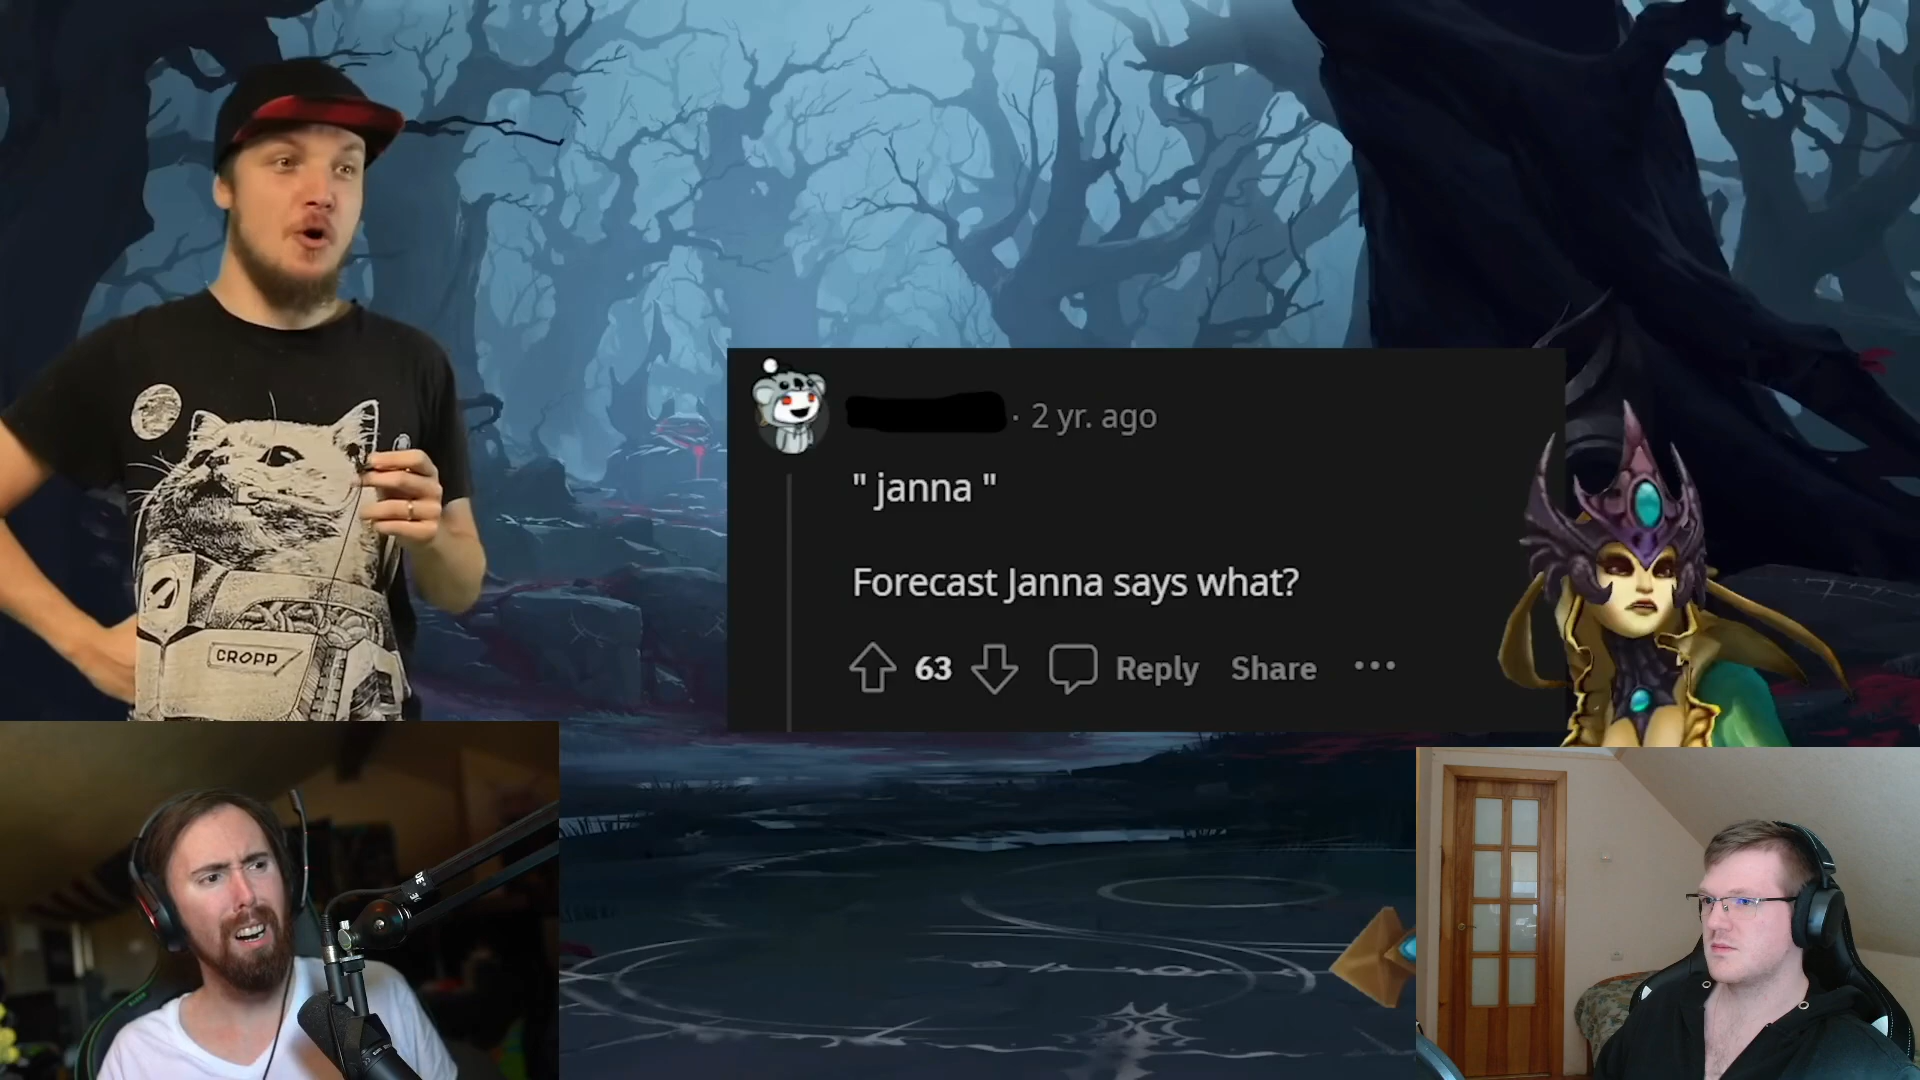 · 2 yr. ago
" janna "
Forecast Janna says what?
63 Reply Share •••
CROPP